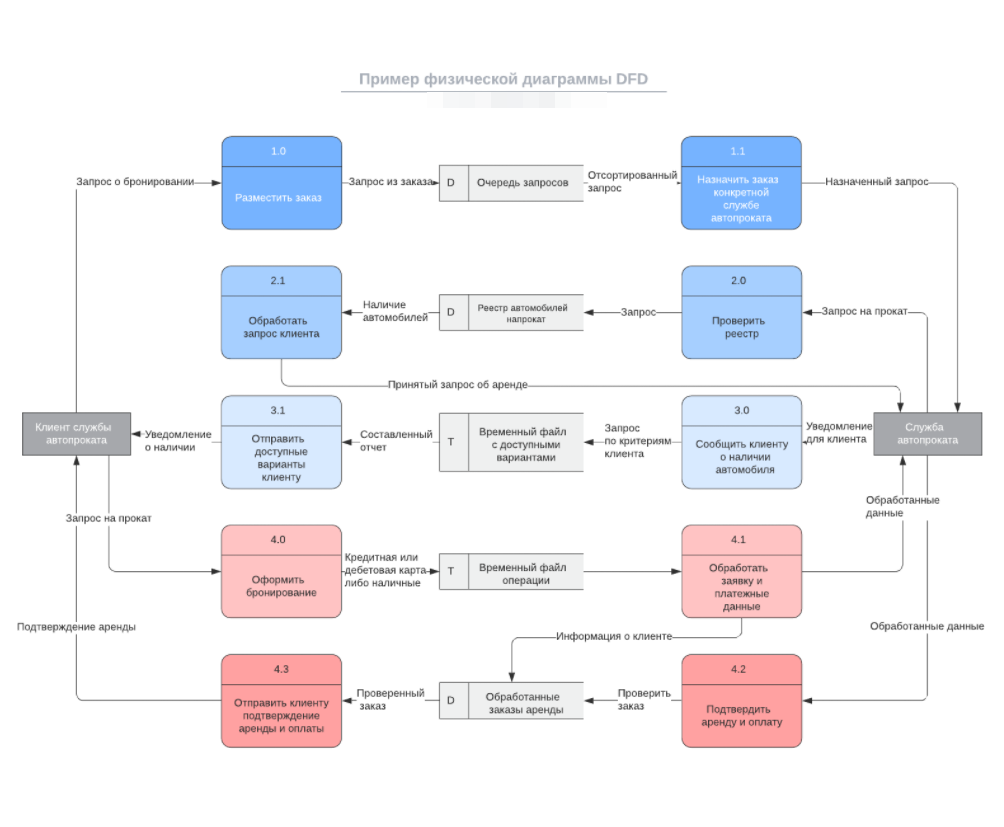 Пример физической диаграммы DFD
1.0
Разместить заказ
Запрос о бронировании
Запрос из заказа
D
Очередь запросов
Отсортированный
запрос
1.1
Назначить заказ
конкретной
службе
автопроката
Назначенный запрос
2.1
Обработать
запрос клиента
Наличие
автомобилей
D
Реестр автомобилей
напрокат
Запрос
2.0
Проверить
реестр
Запрос на прокат
Принятый запрос об аренде
Клиент службы
автопроката
Уведомление
о наличии
3.1
Отправить
доступные
варианты
клиенту
Составленный
отчет
T
Временный файл
с доступными
вариантами
Запрос
по критериям
клиента
3.0
Сообщить клиенту
о наличии
автомобиля
Уведомление
для клиента
Служба
автопроката
Запрос на прокат
4.0
Оформить
бронирование
Кредитная или
дебетовая карта
либо наличные
T
Временный файл
операции
4.1
Обработать
заявку и
платежные
данные
Обработанные
данные
Подтверждение аренды
Информация о клиенте
Обработанные данные
4.3
Отправить клиенту
подтверждение
аренды и оплаты
Проверенный
заказ
D
Обработанные
заказы аренды
Проверить
заказ
4.2
Подтвердить
аренду и оплату